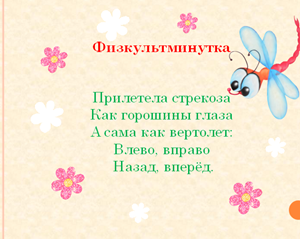 Физкультминутка
Прилетела стрекоза
Как горошины глаза
А сама как вертолет:
Влево, вправо
Назад, вперёд.